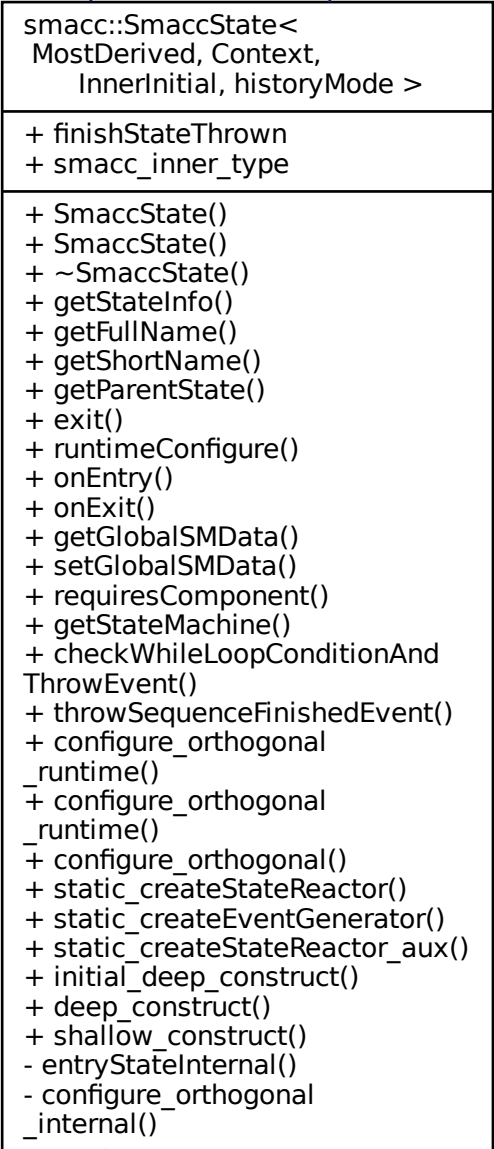 smacc::SmaccState<
MostDerived, Context,
InnerInitial, historyMode >
+ finishStateThrown
+ smacc_inner_type
+ SmaccState()
+ SmaccState()
+ ~SmaccState()
+ getStateInfo()
+ getFullName()
+ getShortName()
+ getParentState()
+ exit()
+ runtimeConfigure()
+ onEntry()
+ onExit()
+ getGlobalSMData()
+ setGlobalSMData()
+ requiresComponent()
+ getStateMachine()
+ checkWhileLoopConditionAnd
ThrowEvent()
+ throwSequenceFinishedEvent()
+ configure_orthogonal
_runtime()
+ configure_orthogonal
_runtime()
+ configure_orthogonal()
+ static_createStateReactor()
+ static_createEventGenerator()
+ static_createStateReactor_aux()
+ initial_deep_construct()
+ deep_construct()
+ shallow_construct()
- entryStateInternal()
- configure_orthogonal
_internal()